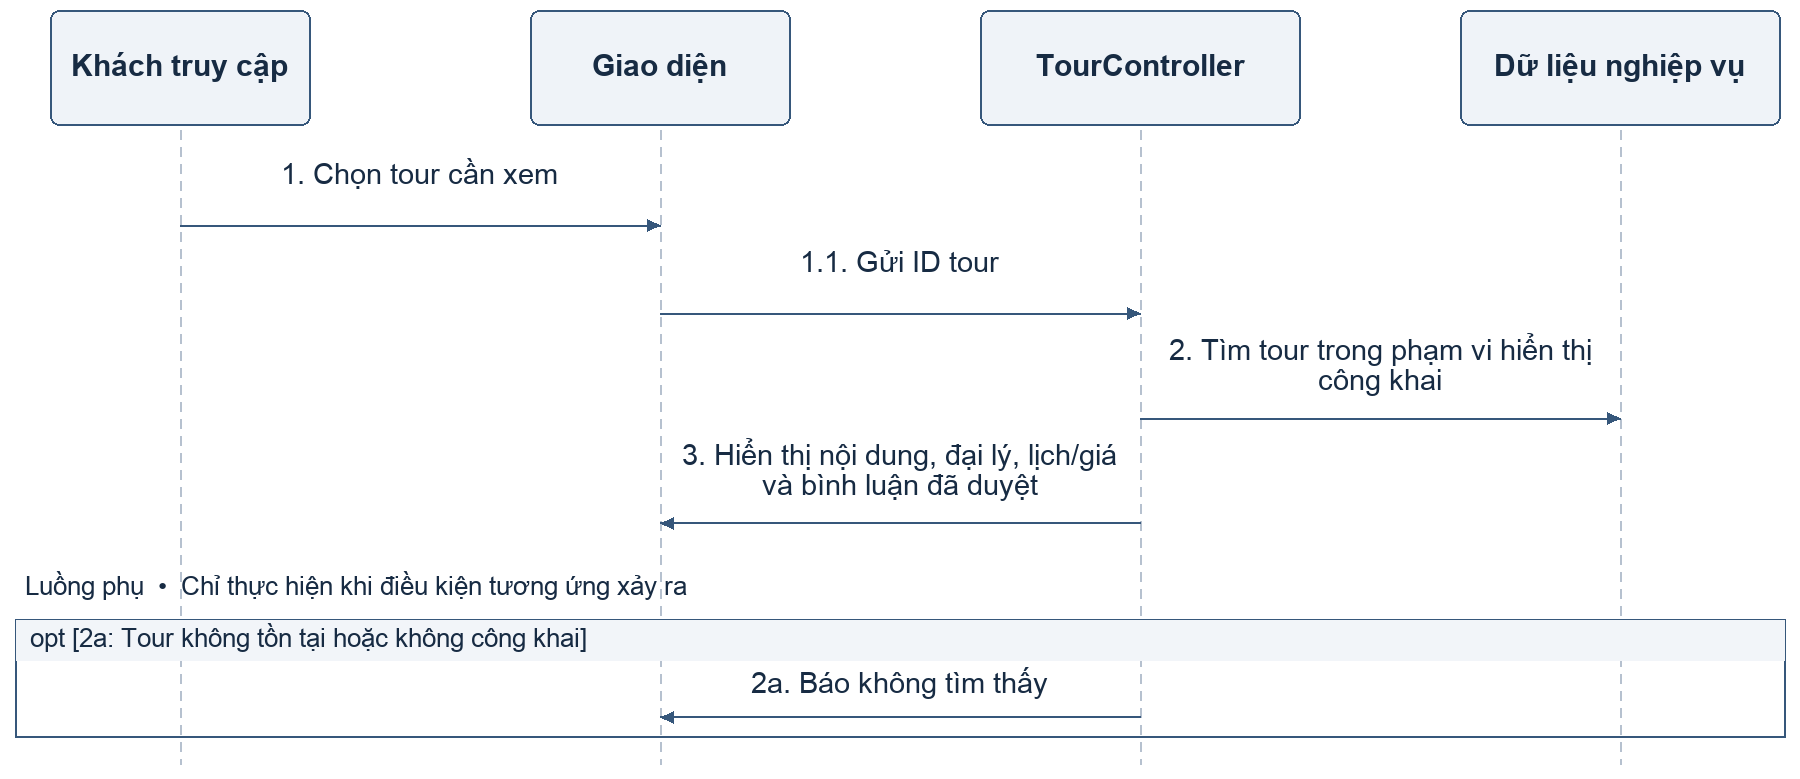 Khách truy cập
Giao diện
TourController
Dữ liệu nghiệp vụ
1. Chọn tour cần xem
1.1. Gửi ID tour
2. Tìm tour trong phạm vi hiển thị
công khai
3. Hiển thị nội dung, đại lý, lịch/giá
và bình luận đã duyệt
Luồng phụ • Chỉ thực hiện khi điều kiện tương ứng xảy ra
opt [2a: Tour không tồn tại hoặc không công khai]
2a. Báo không tìm thấy